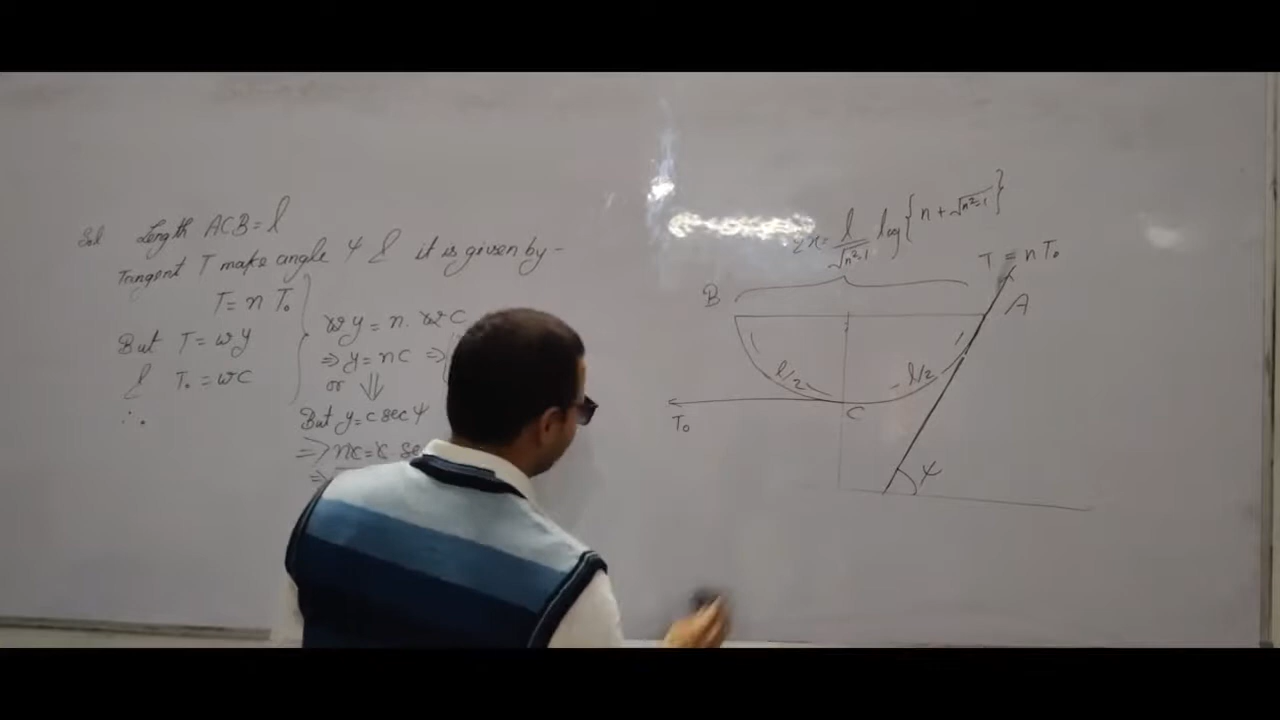 Sol Length ACB = l
Tangent T make angle ψ & it is given by -
T = n T₀
But T = wy
& T₀ = wc
∴
wy = n. wc
⇒ y = nc ⇒
or ⇓
But y = c sec ψ
⇒ nc = c. sec
⇒
2x = l/√n²-1 log{n + √n²-1}
T = n T₀
B
A
l/2
l/2
C
T₀
ψ